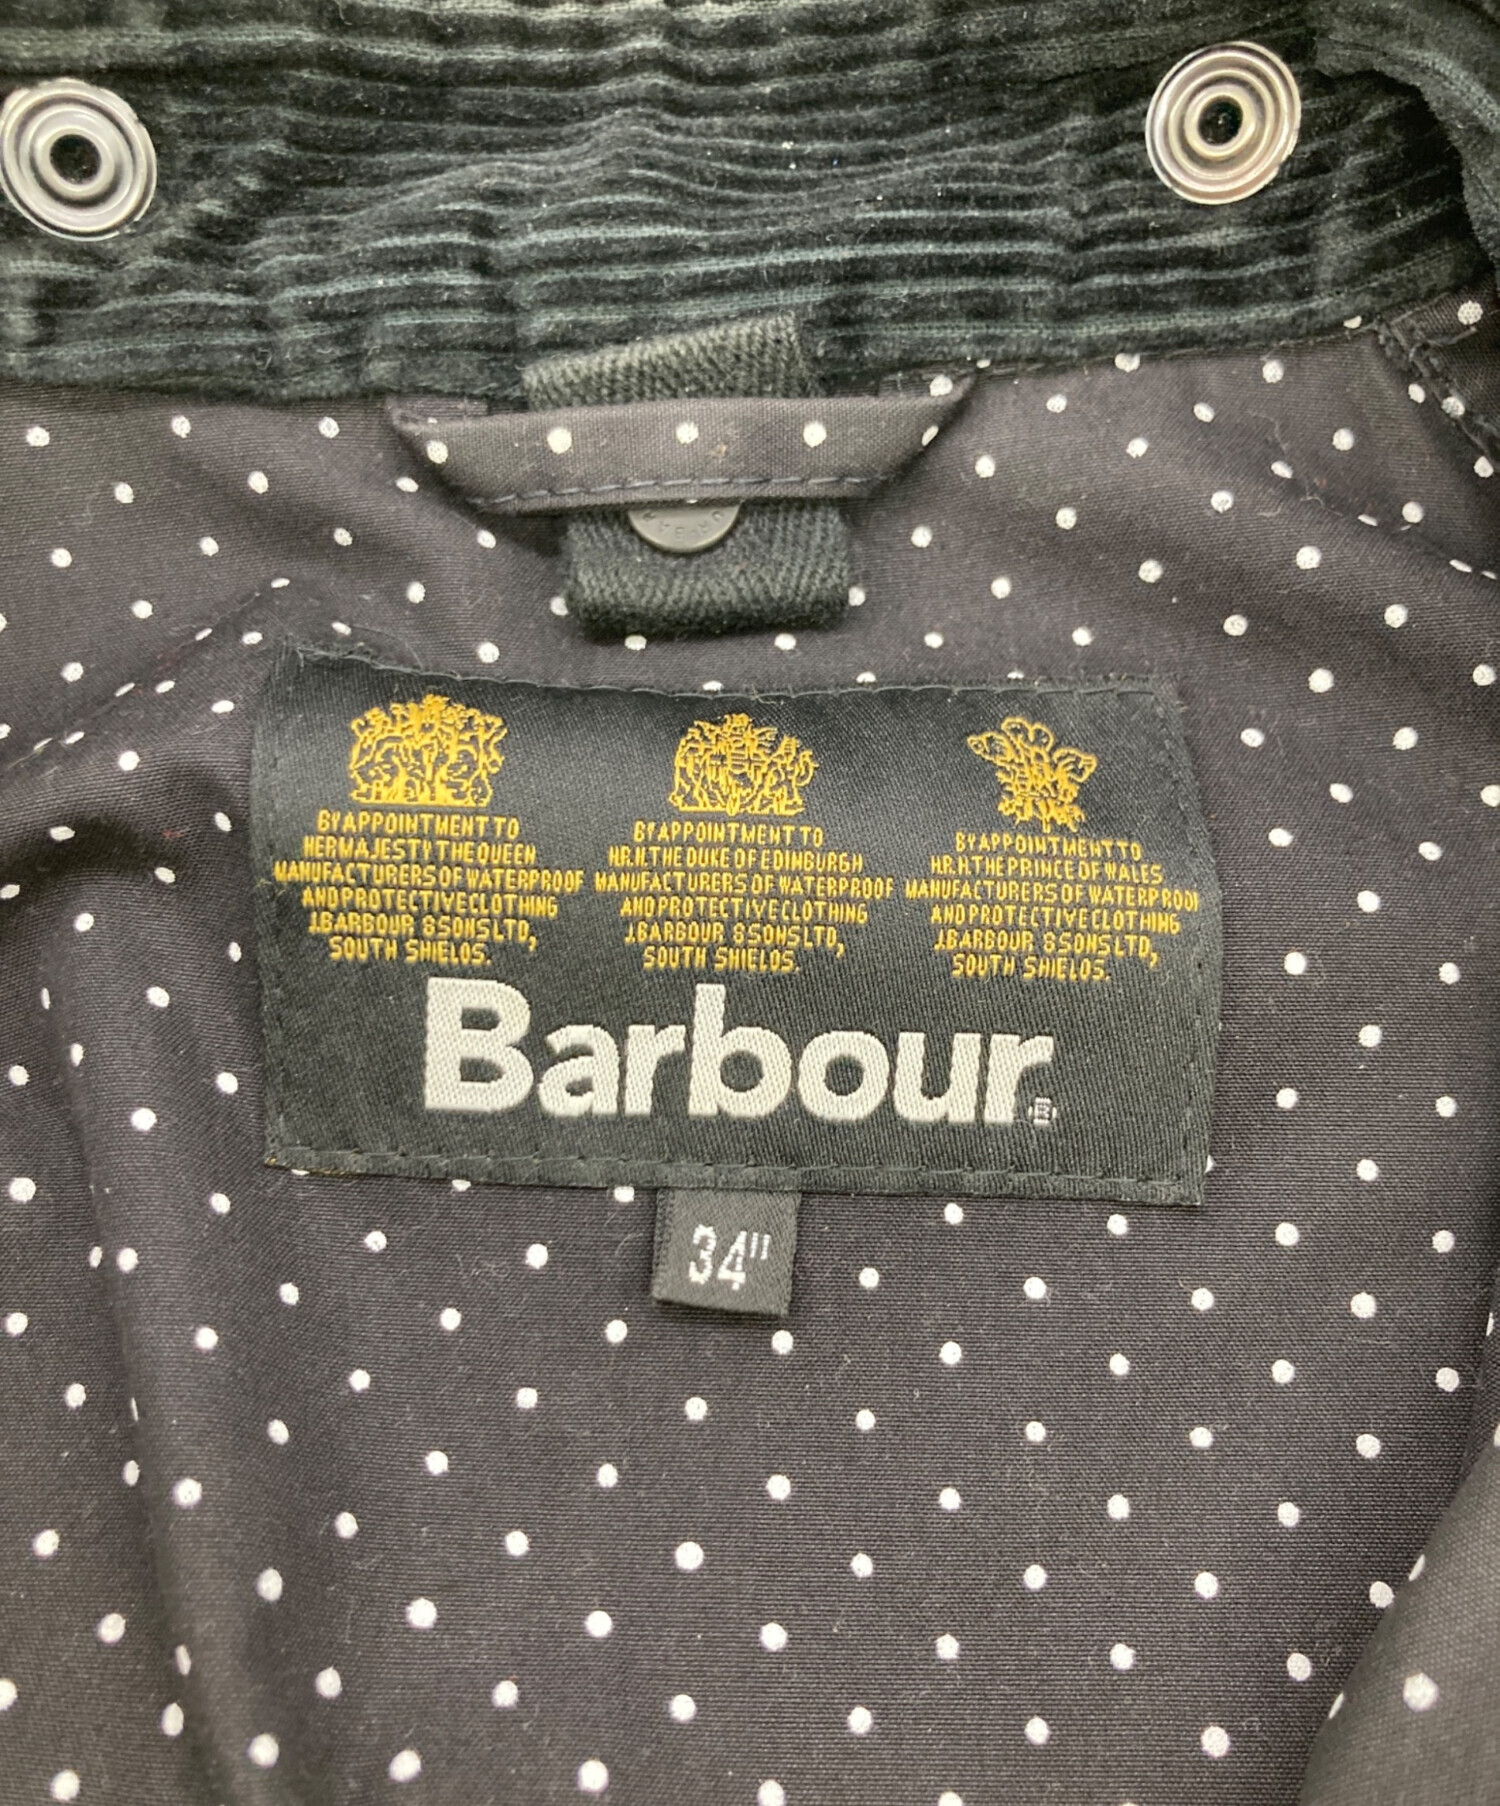 BY APPOINTMENT TO
HER MAJESTY THE QUEEN
MANUFACTURERS OF WATERPROOF
AND PROTECTIVE CLOTHING
J.BARBOUR & SONS LTD,
SOUTH SHIELDS.
BY APPOINTMENT TO
H.R.H. THE DUKE OF EDINBURGH
MANUFACTURERS OF WATERPROOF
AND PROTECTIVE CLOTHING
J.BARBOUR & SONS LTD,
SOUTH SHIELDS.
BY APPOINTMENT TO
H.R.H. THE PRINCE OF WALES
MANUFACTURERS OF WATERPROOF
AND PROTECTIVE CLOTHING
J.BARBOUR & SONS LTD,
SOUTH SHIELDS.
Barbour®
34"